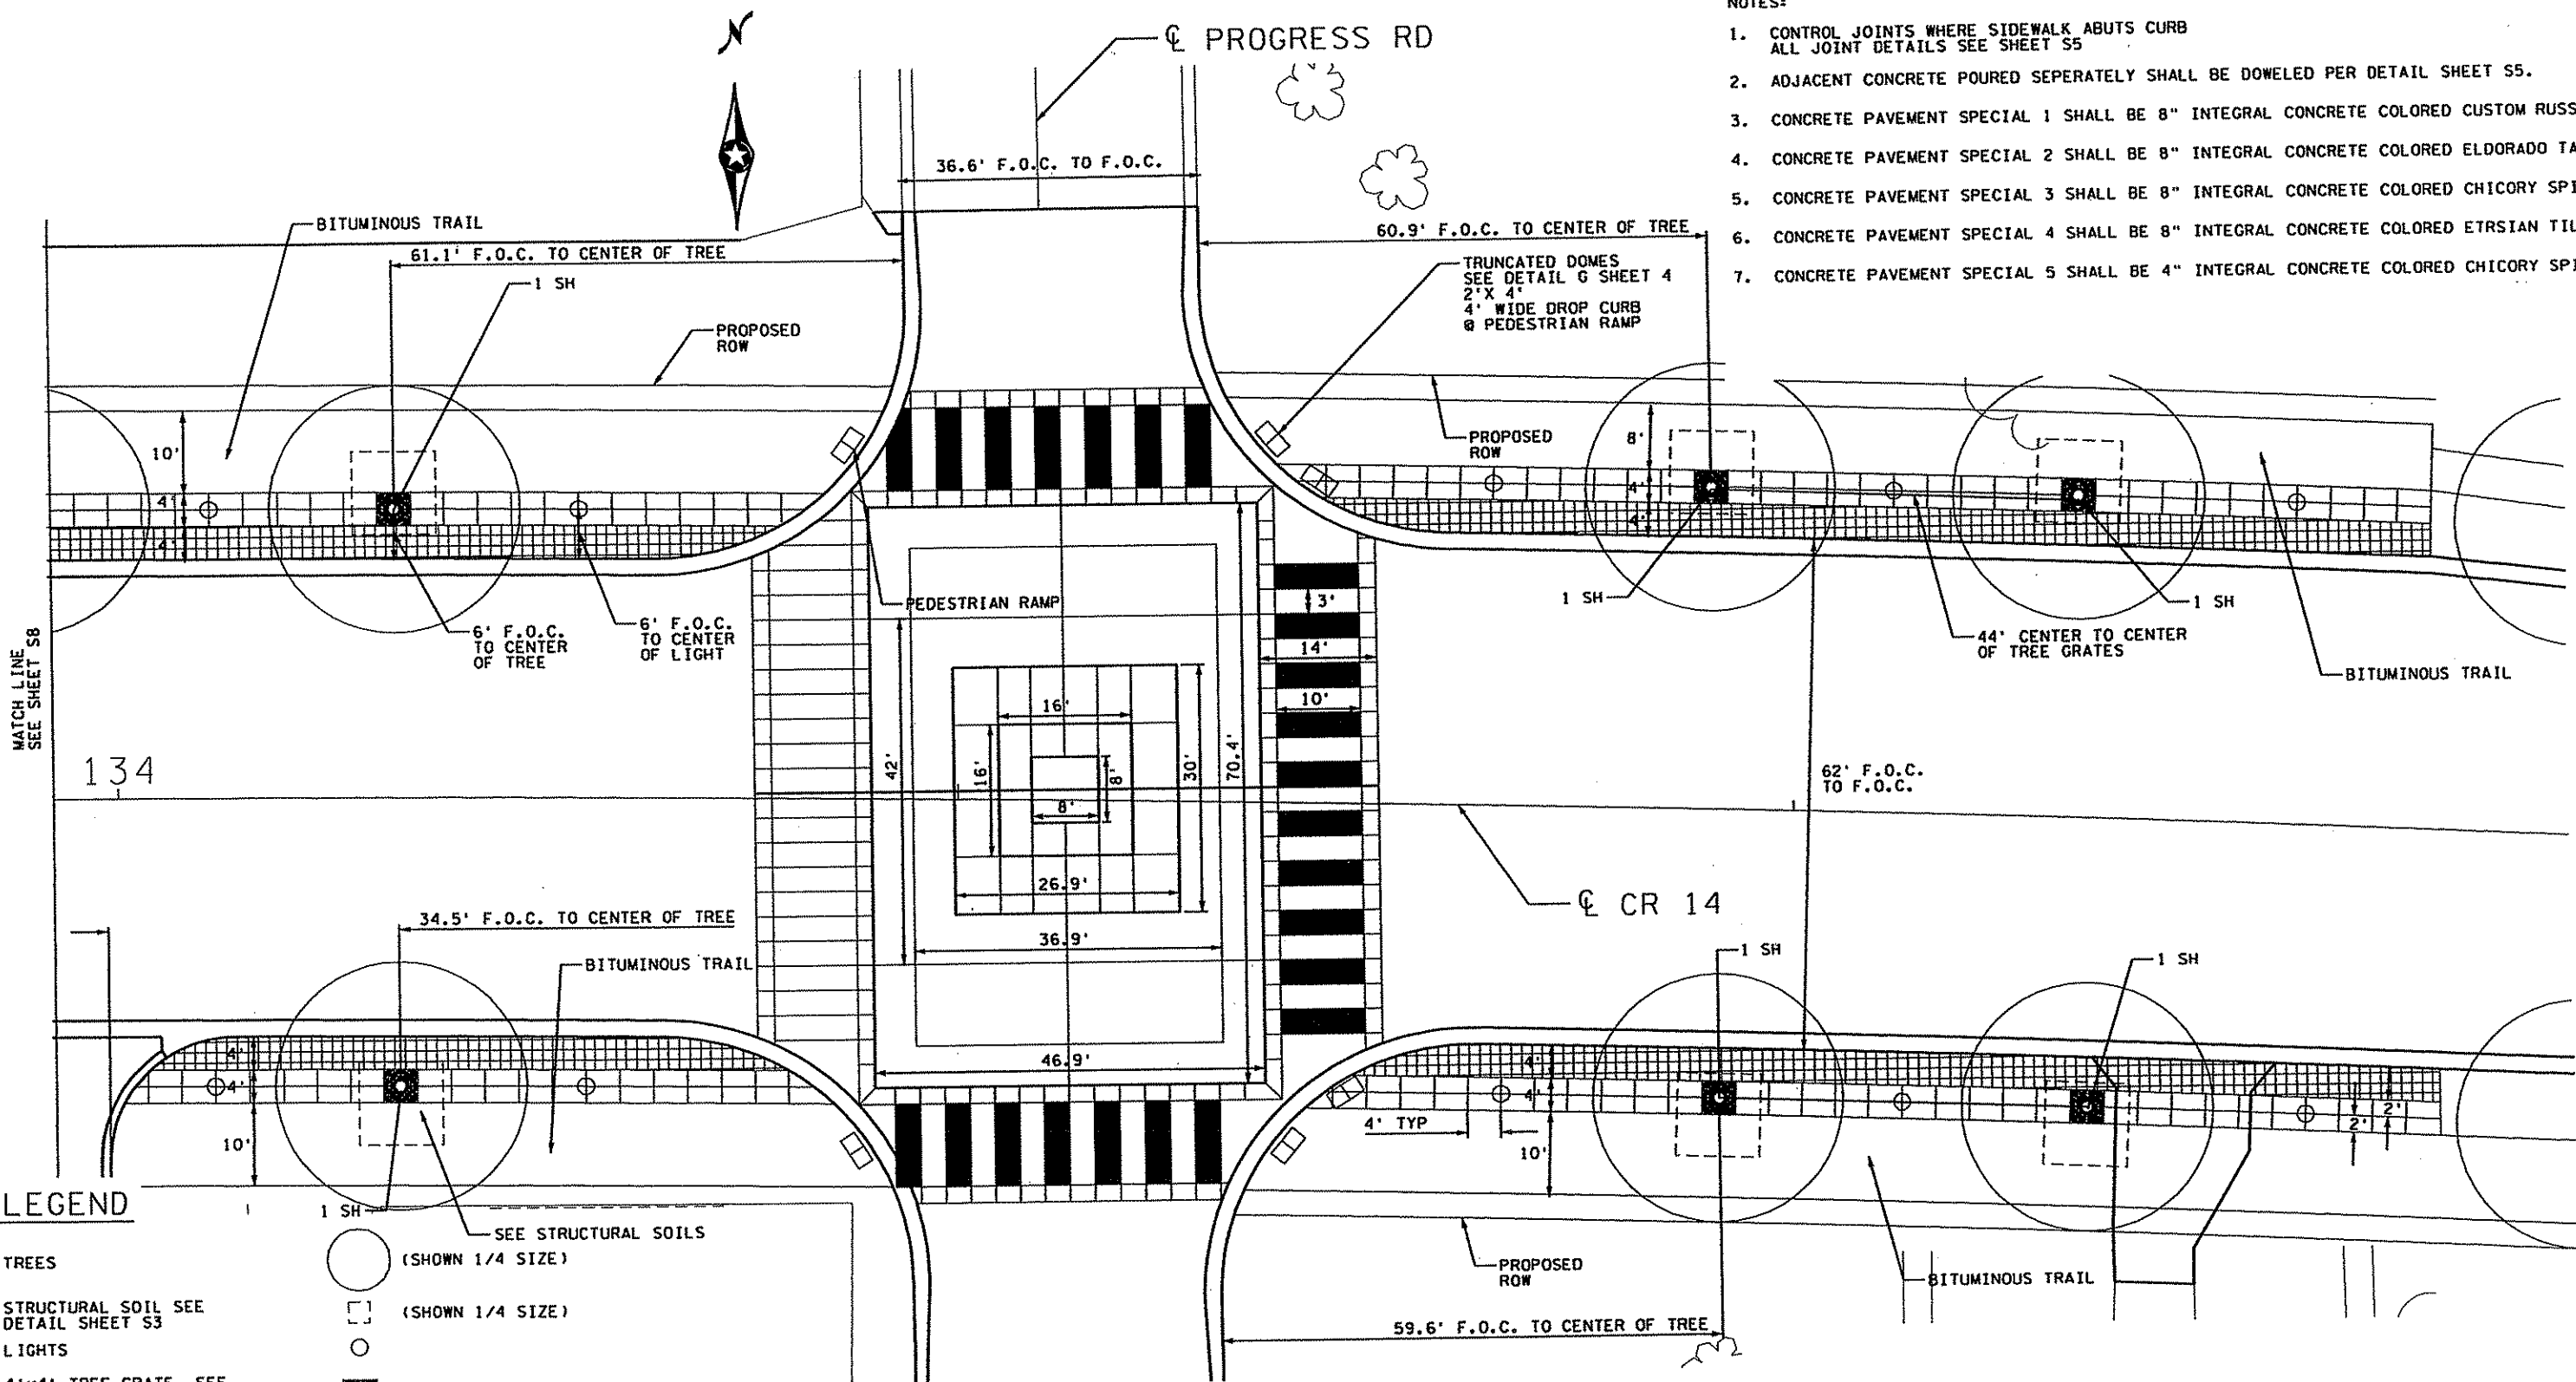 N
℄ PROGRESS RD
NOTES:
1. CONTROL JOINTS WHERE SIDEWALK ABUTS CURB
ALL JOINT DETAILS SEE SHEET S5
2. ADJACENT CONCRETE POURED SEPERATELY SHALL BE DOWELED PER DETAIL SHEET S5.
3. CONCRETE PAVEMENT SPECIAL 1 SHALL BE 8" INTEGRAL CONCRETE COLORED CUSTOM RUSS
4. CONCRETE PAVEMENT SPECIAL 2 SHALL BE 8" INTEGRAL CONCRETE COLORED ELDORADO TA
5. CONCRETE PAVEMENT SPECIAL 3 SHALL BE 8" INTEGRAL CONCRETE COLORED CHICORY SPI
6. CONCRETE PAVEMENT SPECIAL 4 SHALL BE 8" INTEGRAL CONCRETE COLORED ETRSIAN TIL
7. CONCRETE PAVEMENT SPECIAL 5 SHALL BE 4" INTEGRAL CONCRETE COLORED CHICORY SPI
36.6' F.O.C. TO F.O.C.
BITUMINOUS TRAIL
61.1' F.O.C. TO CENTER OF TREE
1 SH
PROPOSED
ROW
60.9' F.O.C. TO CENTER OF TREE
TRUNCATED DOMES
SEE DETAIL G SHEET 4
2'X 4'
4' WIDE DROP CURB
@ PEDESTRIAN RAMP
PROPOSED
ROW
10'
4'
4'
8'
4'
4'
PEDESTRIAN RAMP
6' F.O.C.
TO CENTER
OF TREE
6' F.O.C.
TO CENTER
OF LIGHT
1 SH
1 SH
44' CENTER TO CENTER
OF TREE GRATES
BITUMINOUS TRAIL
3'
14'
10'
MATCH LINE
SEE SHEET S8
134
42'
16'
16'
8'
8'
30'
70.4'
26.9'
36.9'
46.9'
62' F.O.C.
TO F.O.C.
℄ CR 14
34.5' F.O.C. TO CENTER OF TREE
BITUMINOUS TRAIL
1 SH
1 SH
4'
4'
10'
4'
4'
4' TYP
10'
2'
2'
1 SH
SEE STRUCTURAL SOILS
PROPOSED
ROW
BITUMINOUS TRAIL
59.6' F.O.C. TO CENTER OF TREE
LEGEND
TREES
(SHOWN 1/4 SIZE)
STRUCTURAL SOIL SEE
DETAIL SHEET S3
(SHOWN 1/4 SIZE)
LIGHTS
4'x4' TREE GRATE, SEE